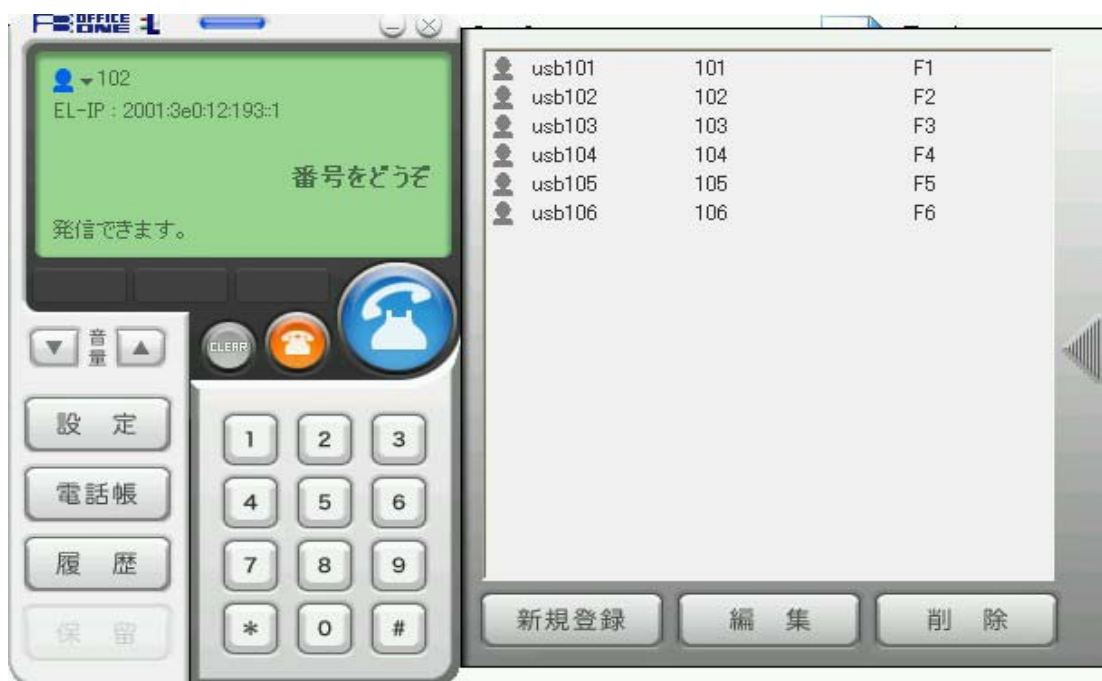 OFFICE
ONE
102
EL-IP : 2001:3e0:12:193::1
番号をどうぞ
発信できます。
音量
CLEAR
設 定
電話帳
履 歴
保 留
1 2 3
4 5 6
7 8 9
* 0 #
usb101 101 F1
usb102 102 F2
usb103 103 F3
usb104 104 F4
usb105 105 F5
usb106 106 F6
新規登録 編 集 削 除